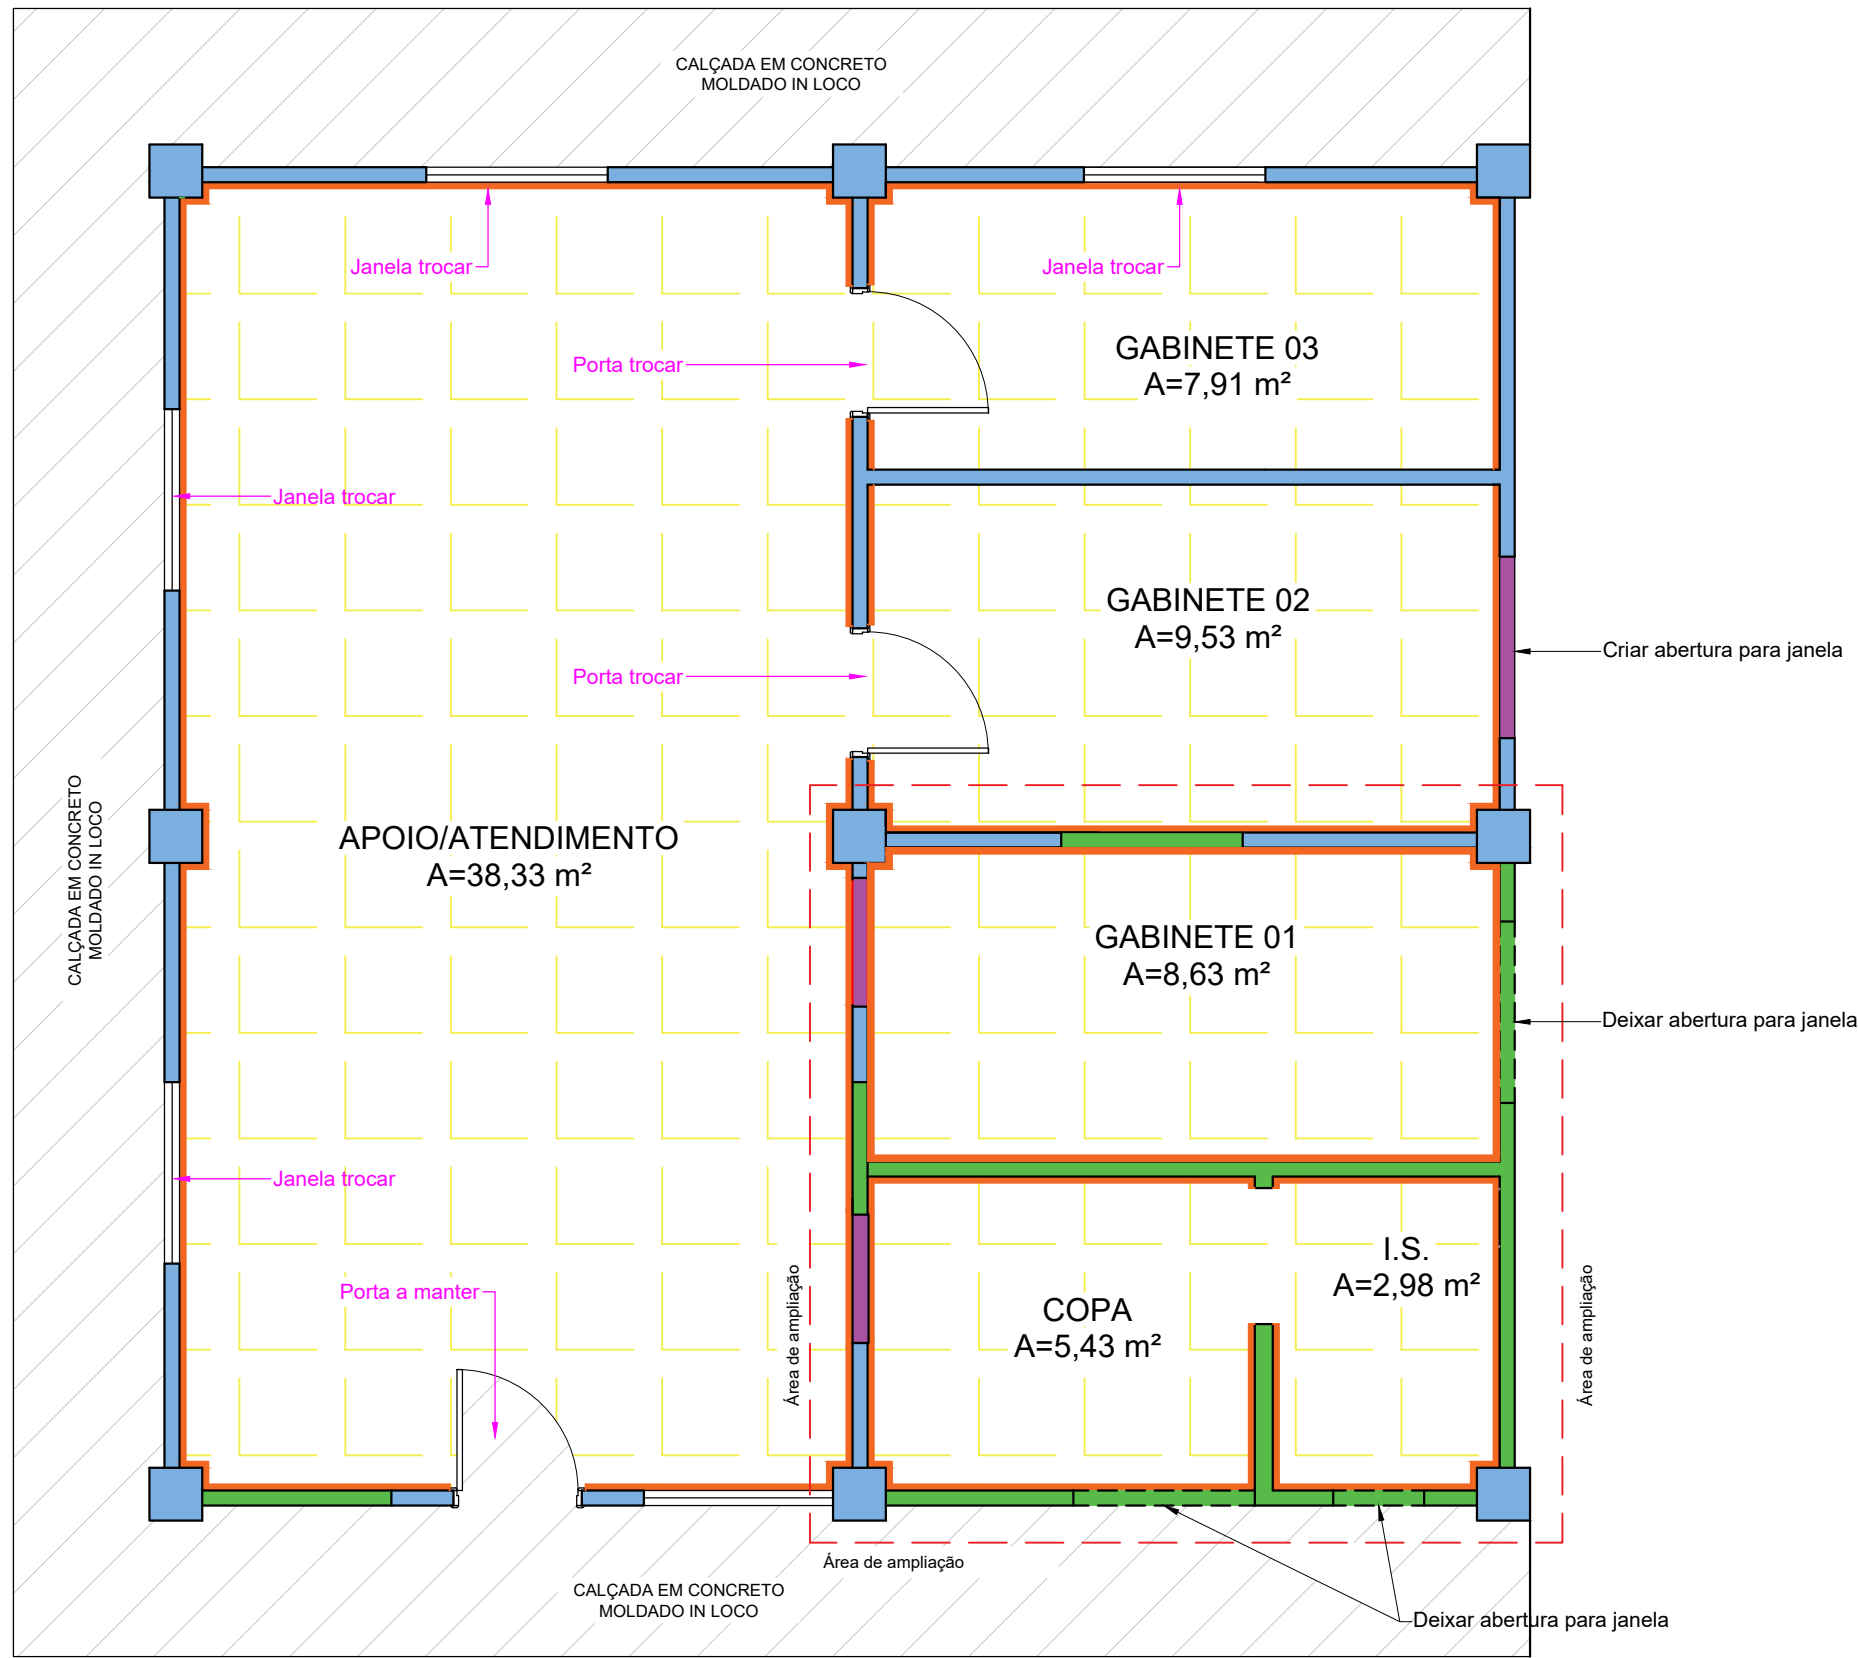 CALÇADA EM CONCRETO
MOLDADO IN LOCO
Janela trocar
Janela trocar
GABINETE 03
A=7,91 m²
Porta trocar
Janela trocar
GABINETE 02
A=9,53 m²
Criar abertura para janela
Porta trocar
CALÇADA EM CONCRETO
MOLDADO IN LOCO
APOIO/ATENDIMENTO
A=38,33 m²
GABINETE 01
A=8,63 m²
Deixar abertura para janela
Janela trocar
I.S.
A=2,98 m²
Porta a manter
COPA
A=5,43 m²
Área de ampliação
Área de ampliação
Área de ampliação
CALÇADA EM CONCRETO
MOLDADO IN LOCO
Deixar abertura para janela